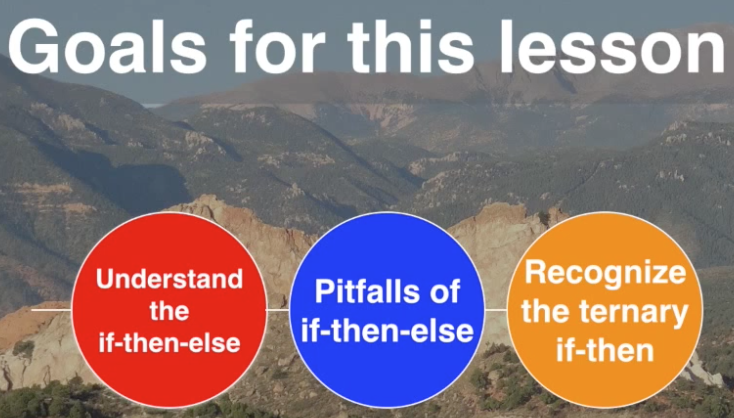 Goals for this lesson
Understand
the
if-then-else
Pitfalls of
if-then-else
Recognize
the ternary
if-then